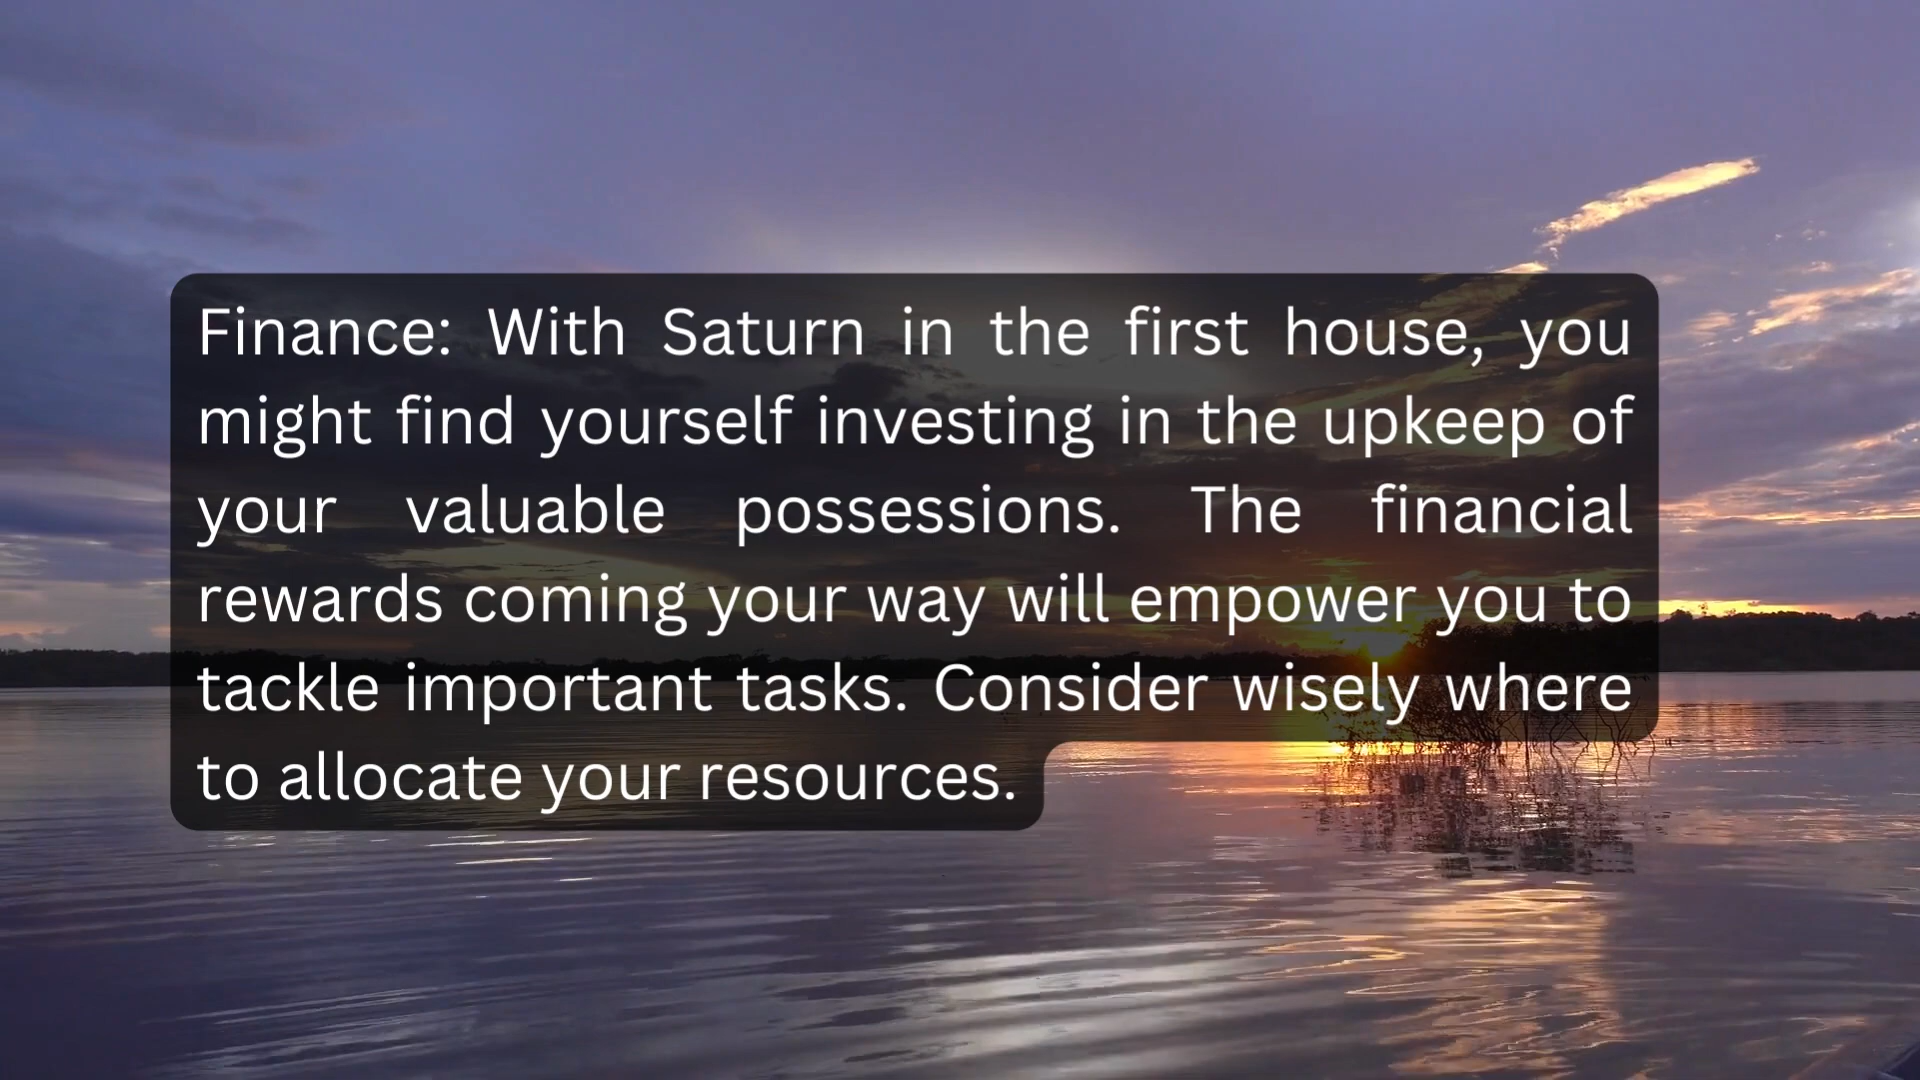 Finance: With Saturn in the first house, you
might find yourself investing in the upkeep of
your valuable possessions. The financial
rewards coming your way will empower you to
tackle important tasks. Consider wisely where
to allocate your resources.